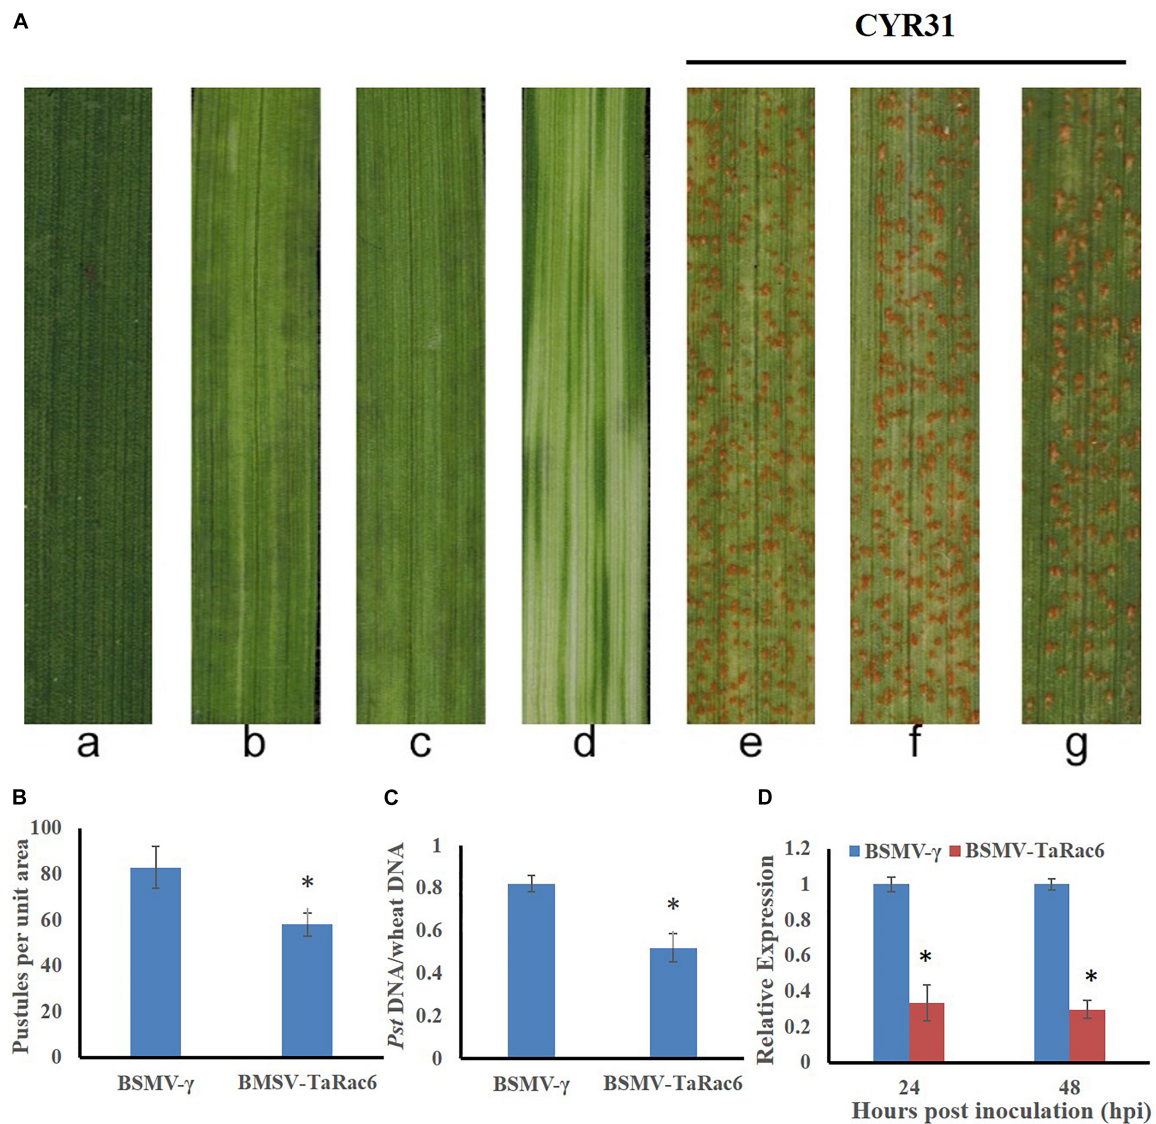 A
CYR31
a b c d e f g
B
Pustules per unit area
100
80
60
40
20
0
*
BSMV-γ BMSV-TaRac6
C
Pst DNA/wheat DNA
1
0.8
0.6
0.4
0.2
0
*
BSMV-γ BSMV-TaRac6
D
Relative Expression
1.2
1
0.8
0.6
0.4
0.2
0
BSMV-γ BSMV-TaRac6
*
*
24 48
Hours post inoculation (hpi)